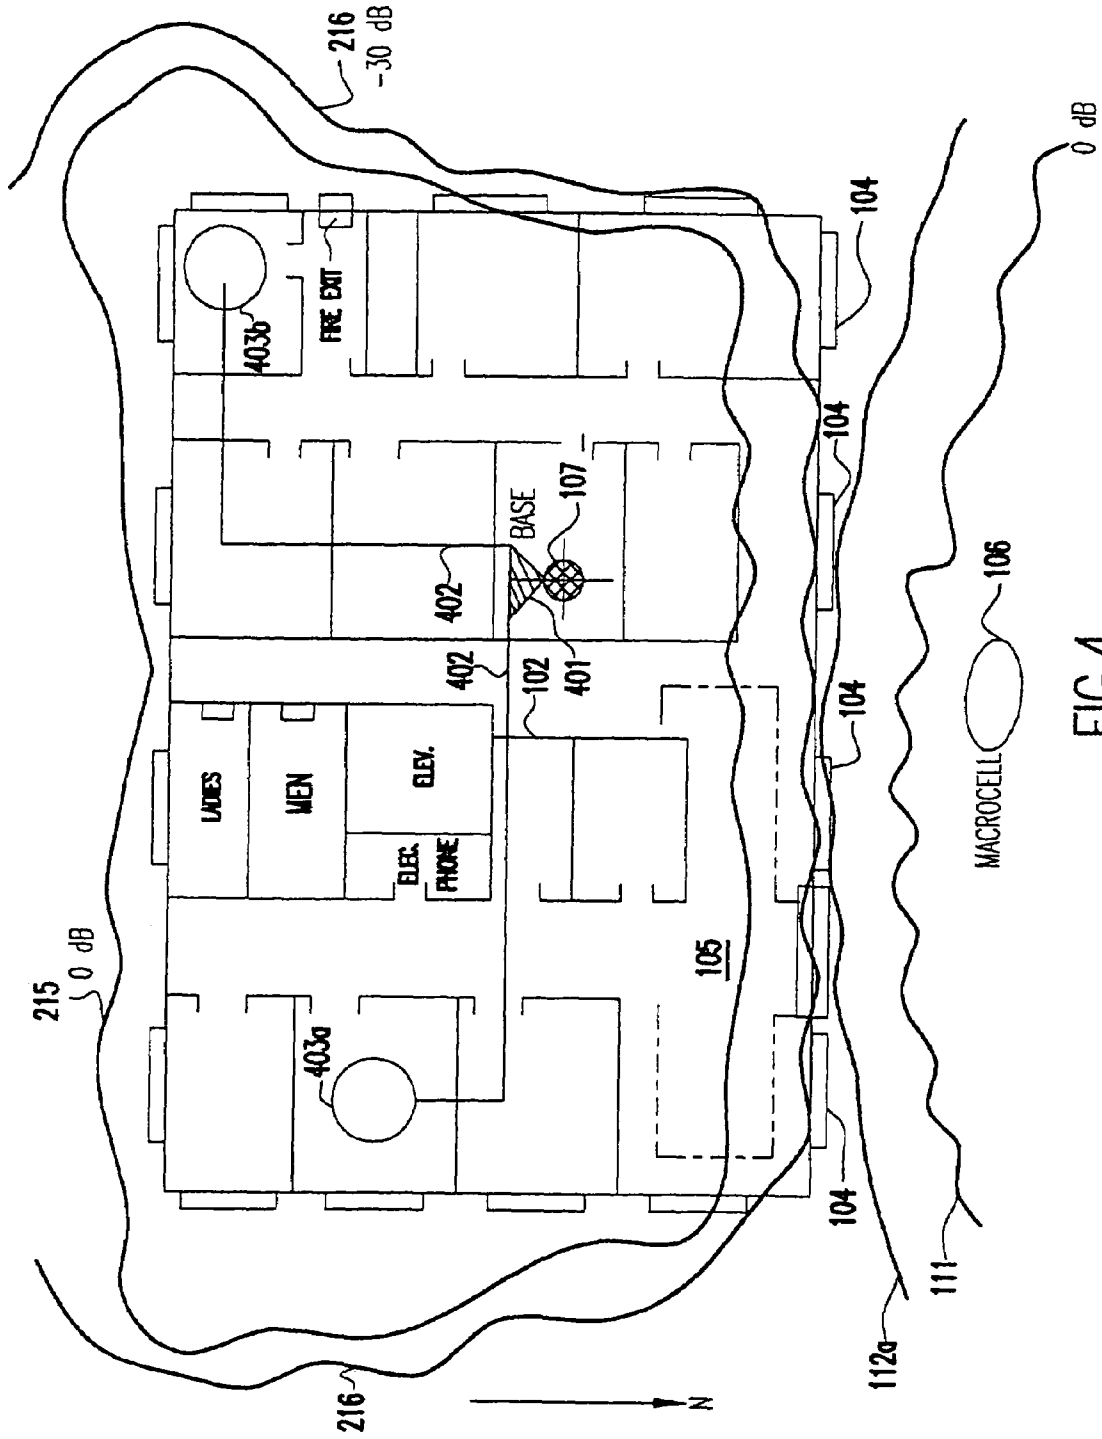 215
0 dB
216
-30 dB
216
LADIES
403b
MEN
403a
FIRE EXIT
ELEC.
PHONE
ELEV.
402
402
BASE
102
401
107
N
105
104
104
104
104
112a
111
MACROCELL
106
0 dB
FIG.4